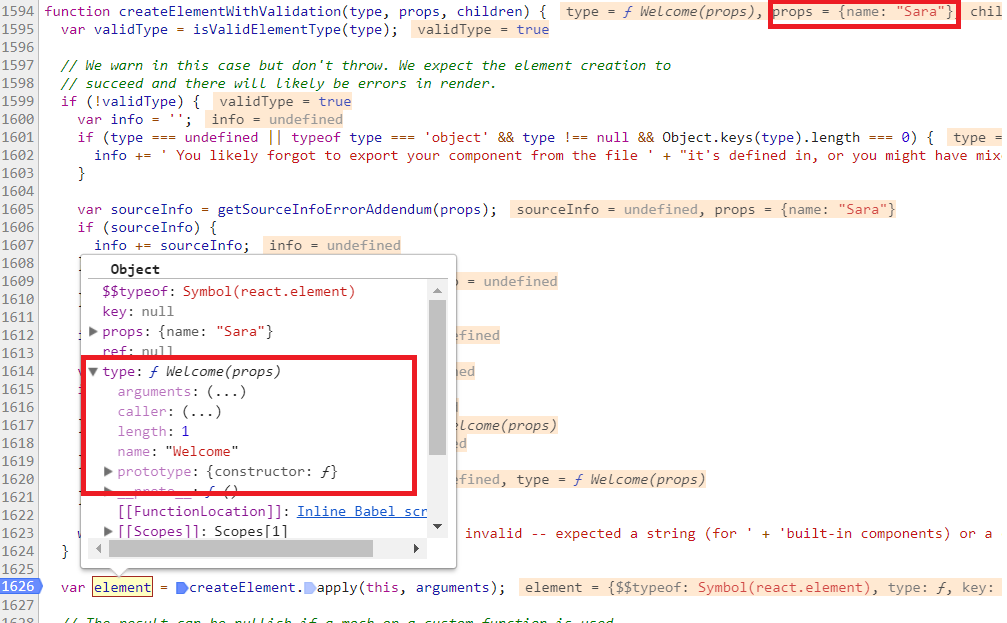 1594 function createElementWithValidation(type, props, children) { type = ƒ Welcome(props), props = {name: "Sara"}, chil
1595 var validType = isValidElementType(type); validType = true
1596
1597 // We warn in this case but don't throw. We expect the element creation to
1598 // succeed and there will likely be errors in render.
1599 if (!validType) { validType = true
1600 var info = ''; info = undefined
1601 if (type === undefined || typeof type === 'object' && type !== null && Object.keys(type).length === 0) { type =
1602 info += ' You likely forgot to export your component from the file ' + "it's defined in, or you might have mix
1603 }
1604
1605 var sourceInfo = getSourceInfoErrorAddendum(props); sourceInfo = undefined, props = {name: "Sara"}
1606 if (sourceInfo) {
1607 info += sourceInfo; info = undefined
1608
1609 = undefined
1610
1611
1612 efined
1613
1614 ed
1615
1616
1617 elcome(props)
1618 ed
1619
1620 efined, type = ƒ Welcome(props)
1621
1622
1623 invalid -- expected a string (for ' + 'built-in components) or a
1624 }
1625
1626 var element = createElement.apply(this, arguments); element = {$$typeof: Symbol(react.element), type: ƒ, key:
1627
1628 // The result can be nullish if a mock or a custom function is used.
Object
$$typeof: Symbol(react.element)
key: null
props: {name: "Sara"}
ref: null
type: ƒ Welcome(props)
arguments: (...)
caller: (...)
length: 1
name: "Welcome"
prototype: {constructor: ƒ}
__proto__: ƒ ()
[[FunctionLocation]]: Inline Babel scr
[[Scopes]]: Scopes[1]